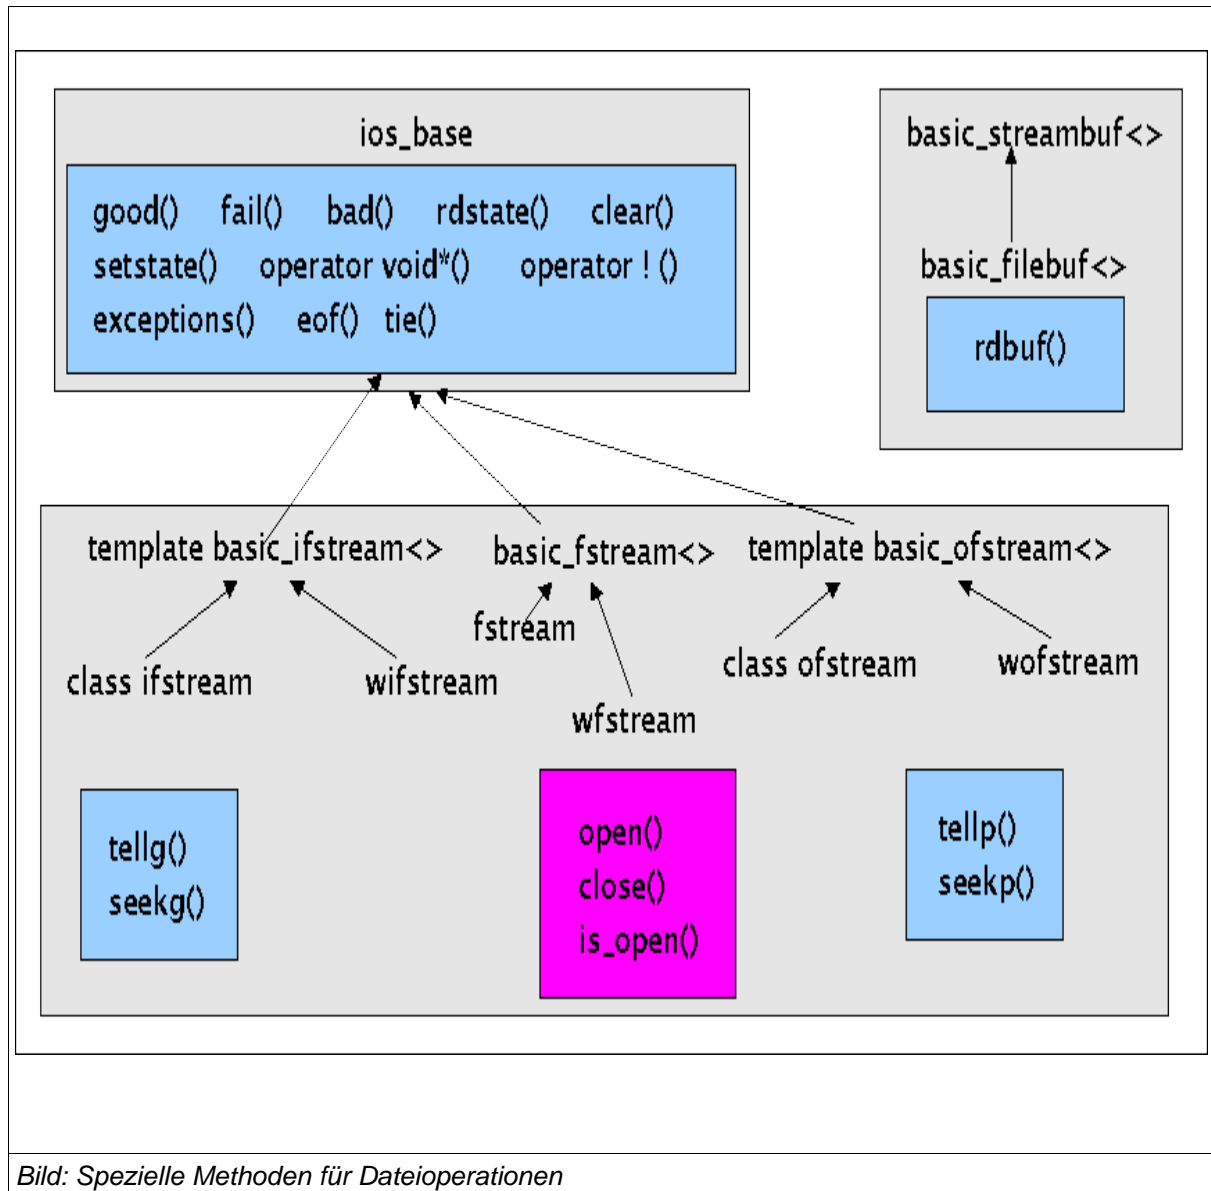 ios_base
good() fail() bad() rdstate() clear()
setstate() operator void*() operator ! ()
exceptions() eof() tie()
basic_streambuf<>
basic_filebuf<>
rdbuf()
template basic_ifstream<> basic_fstream<> template basic_ofstream<>
fstream
class ifstream wifstream class ofstream wofstream
wfstream
tellg()
seekg()
open()
close()
is_open()
tellp()
seekp()
Bild: Spezielle Methoden für Dateioperationen